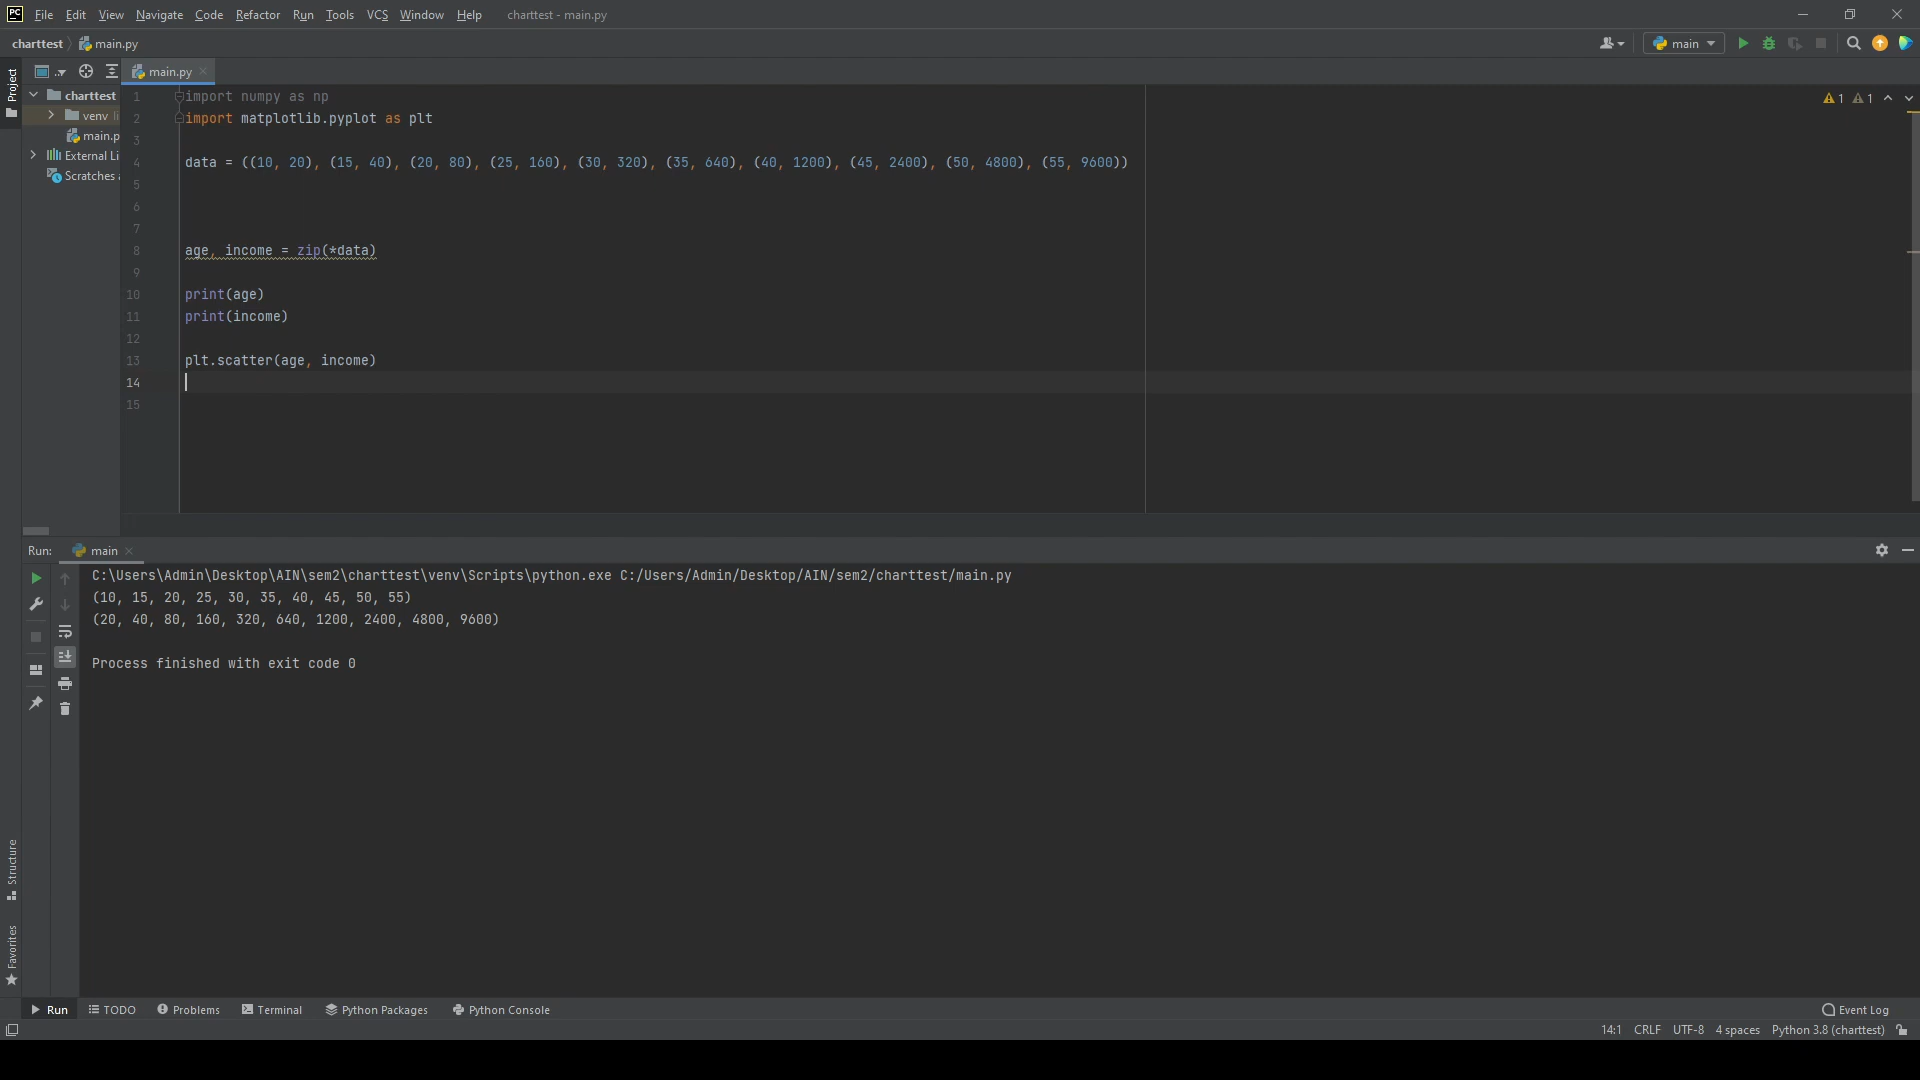 PC File Edit View Navigate Code Refactor Run Tools VCS Window Help charttest - main.py
charttest main.py main
Project
.. main.py
charttest
venv li
main.p
External Li
Scratches a
1 import numpy as np
2 import matplotlib.pyplot as plt
3
4 data = ((10, 20), (15, 40), (20, 80), (25, 160), (30, 320), (35, 640), (40, 1200), (45, 2400), (50, 4800), (55, 9600))
5
6
7
8 age, income = zip(*data)
9
10 print(age)
11 print(income)
12
13 plt.scatter(age, income)
14
15
1 1
Run: main
C:\Users\Admin\Desktop\AIN\sem2\charttest\venv\Scripts\python.exe C:/Users/Admin/Desktop/AIN/sem2/charttest/main.py
(10, 15, 20, 25, 30, 35, 40, 45, 50, 55)
(20, 40, 80, 160, 320, 640, 1200, 2400, 4800, 9600)
Process finished with exit code 0
Structure
Favorites
Run TODO Problems Terminal Python Packages Python Console Event Log
14:1 CRLF UTF-8 4 spaces Python 3.8 (charttest)